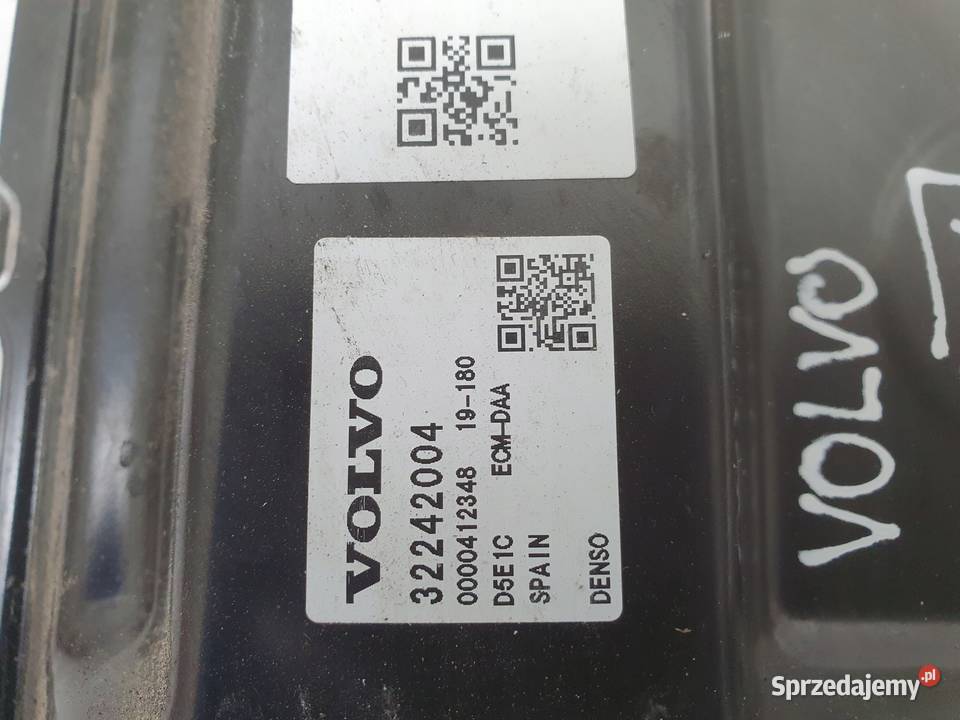 VOLVO
32242004
0000412348 19-180
D5E1C ECM-DAA
SPAIN
DENSO
VOLVO
Sprzedajemy.pl